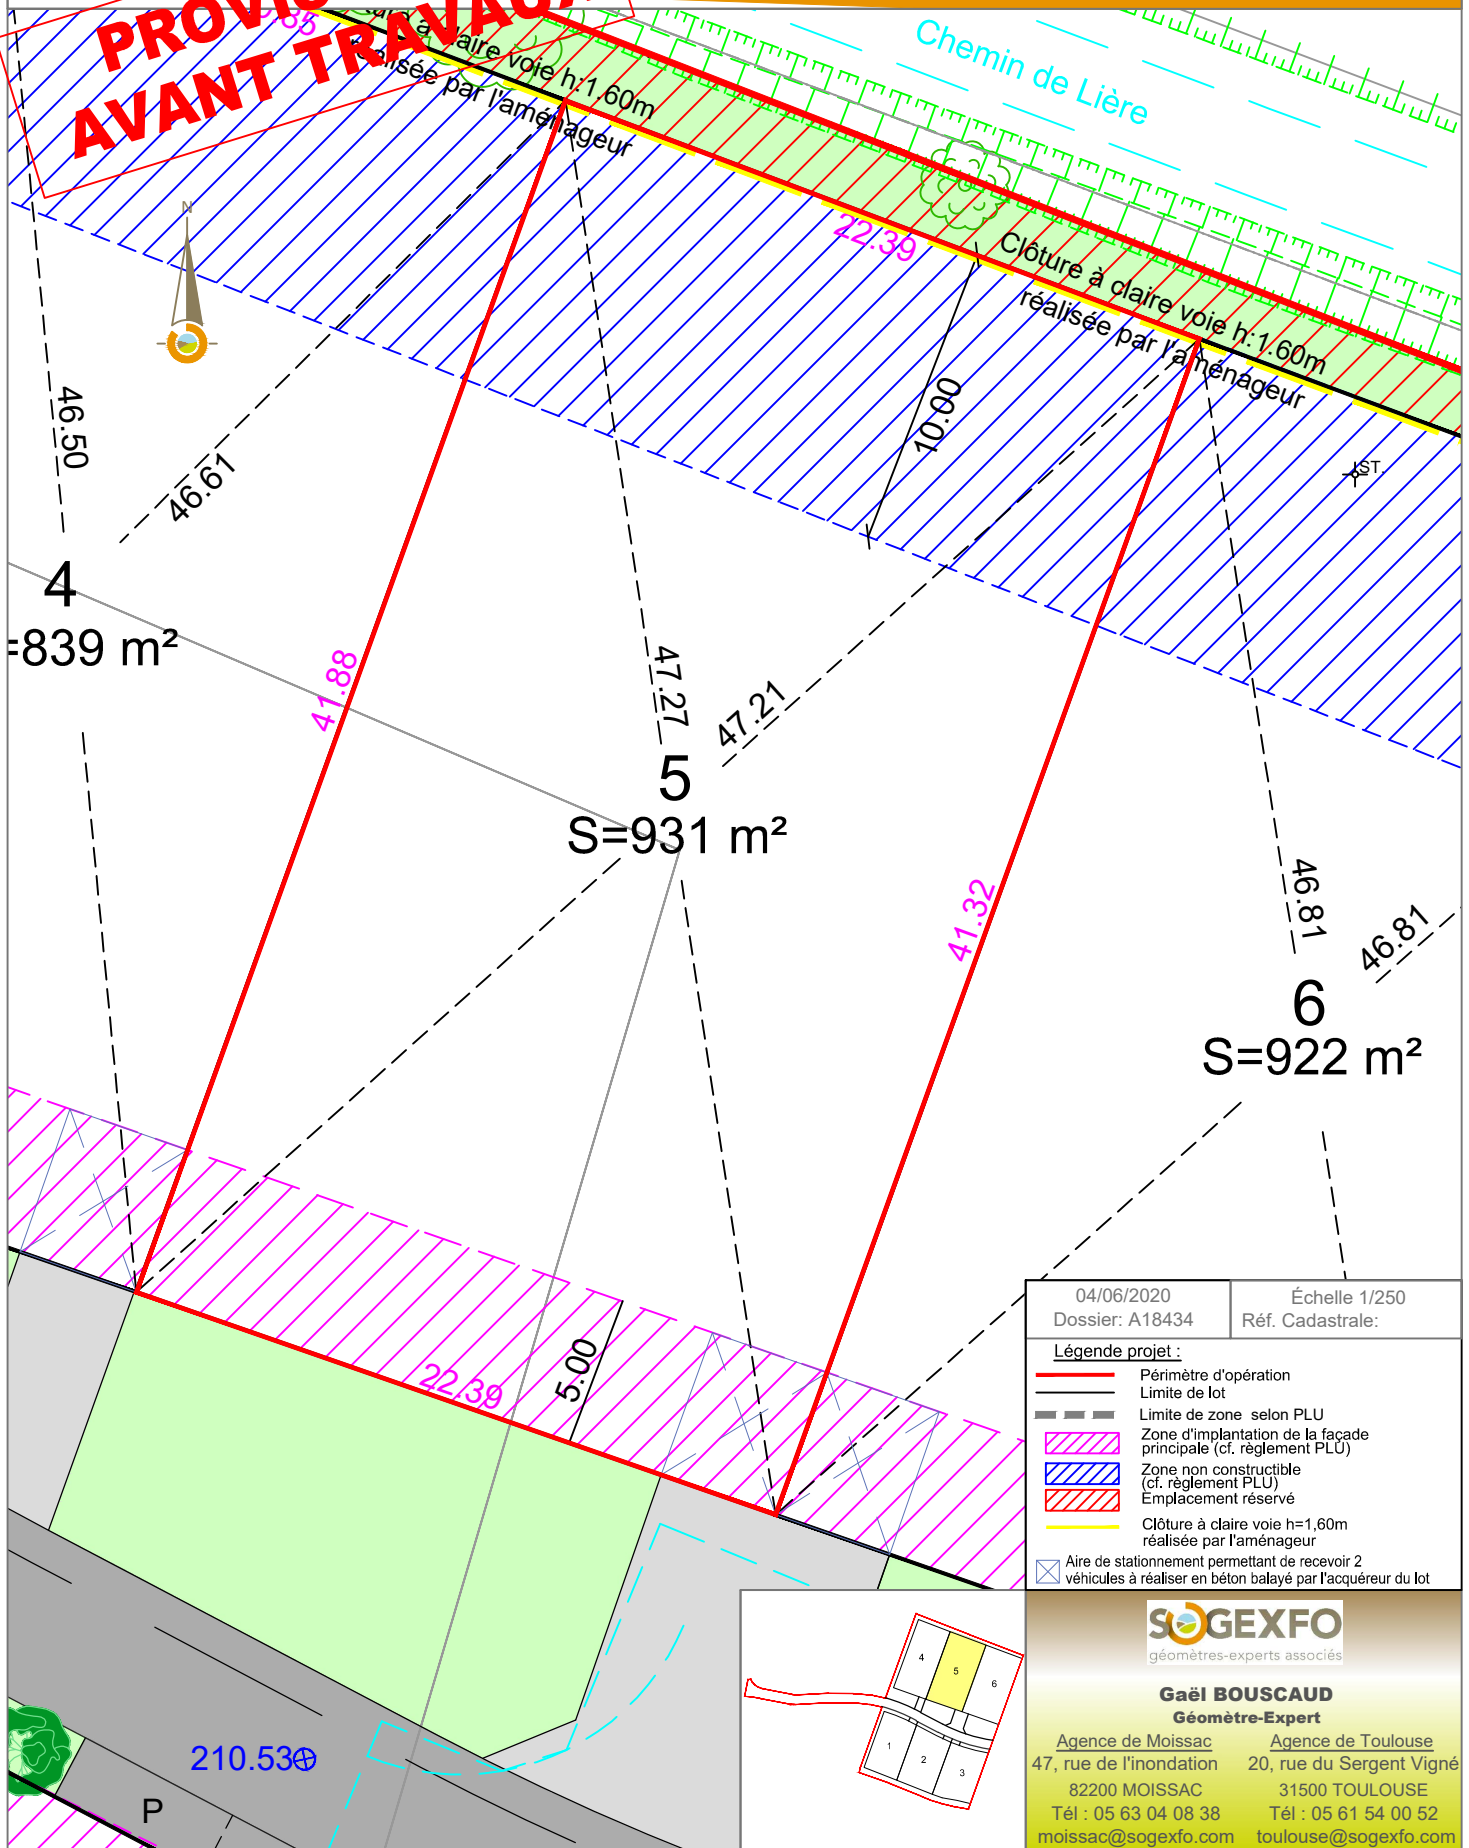 AVANT TRAVAUX
claire voie h:1.60m
par l'aménageur
Chemin de Lière
N
22.39
Clôture à claire voie h:1.60m
réalisée par l'aménageur
10.00
46.50
46.61
ST.
4
=839 m²
41.88
47.27
47.21
5
S=931 m²
41.32
46.81
46.81
6
S=922 m²
22.39
5.00
210.53
P
04/06/2020
Dossier: A18434
Échelle 1/250
Réf. Cadastrale:
Légende projet :
Périmètre d'opération
Limite de lot
Limite de zone selon PLU
Zone d'implantation de la façade
principale (cf. règlement PLU)
Zone non constructible
(cf. règlement PLU)
Emplacement réservé
Clôture à claire voie h=1,60m
réalisée par l'aménageur
Aire de stationnement permettant de recevoir 2
véhicules à réaliser en béton balayé par l'acquéreur du lot
4
5
6
1
2
3
SOGEXFO
géomètres-experts associés
Gaël BOUSCAUD
Géomètre-Expert
Agence de Moissac
47, rue de l'inondation
82200 MOISSAC
Tél : 05 63 04 08 38
moissac@sogexfo.com
Agence de Toulouse
20, rue du Sergent Vigné
31500 TOULOUSE
Tél : 05 61 54 00 52
toulouse@sogexfo.com